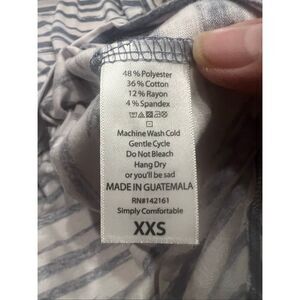 48% Polyester
36% Cotton
12% Rayon
4% Spandex
Machine Wash Cold
Gentle Cycle
Do Not Bleach
Hang Dry
or you'll be sad
MADE IN GUATEMALA
RN#142161
Simply Comfortable
XXS